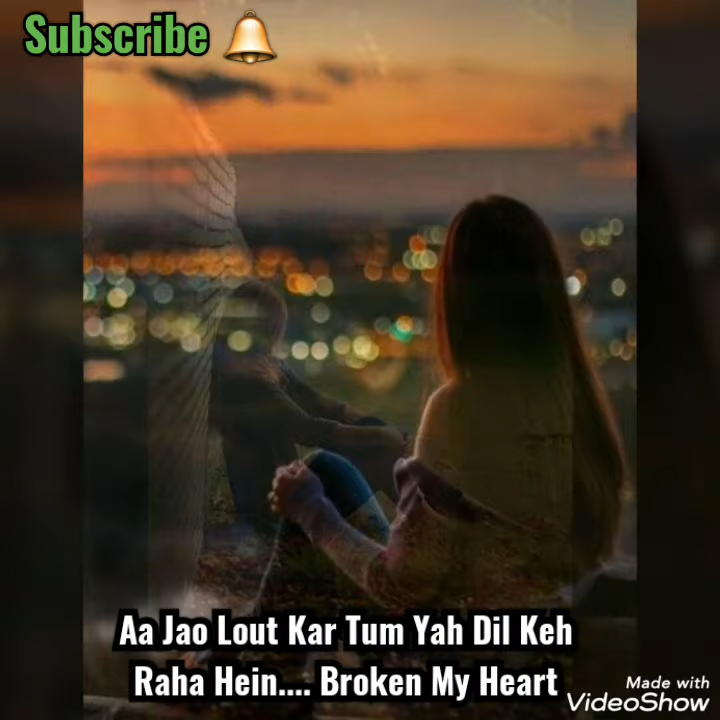 Subscribe 🔔
Aa Jao Lout Kar Tum Yah Dil Keh
Raha Hein.... Broken My Heart
Made with
VideoShow